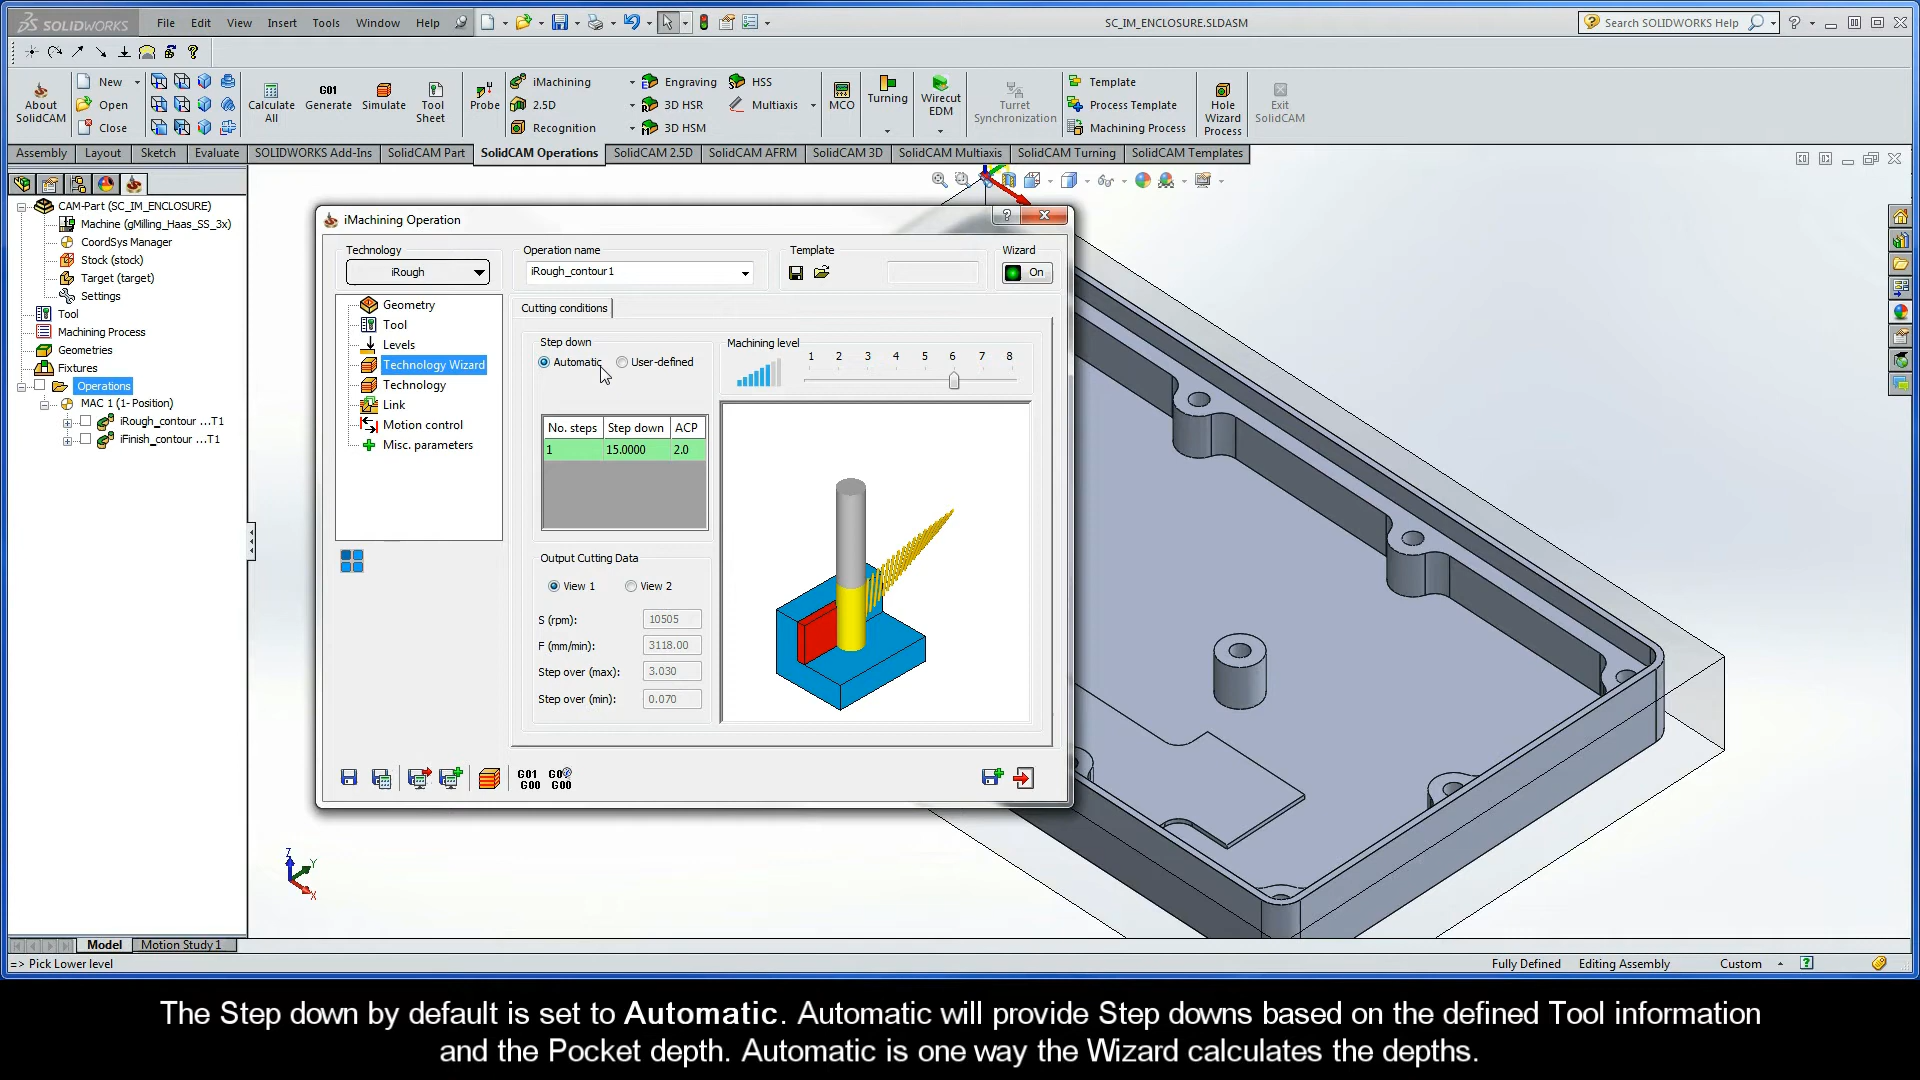 SOLIDWORKS File Edit View Insert Tools Window Help SC_IM_ENCLOSURE.SLDASM Search SOLIDWORKS Help
About SolidCAM New Open Close Calculate All G01 Generate Simulate Tool Sheet Probe iMachining 2.5D Recognition Engraving 3D HSR 3D HSM HSS Multiaxis MCO Turning Wirecut EDM Turret Synchronization Template Process Template Machining Process Hole Wizard Process Exit SolidCAM
Assembly Layout Sketch Evaluate SOLIDWORKS Add-Ins SolidCAM Part SolidCAM Operations SolidCAM 2.5D SolidCAM AFRM SolidCAM 3D SolidCAM Multiaxis SolidCAM Turning SolidCAM Templates
CAM-Part (SC_IM_ENCLOSURE)
Machine (gMilling_Haas_SS_3x)
CoordSys Manager
Stock (stock)
Target (target)
Settings
Tool
Machining Process
Geometries
Fixtures
Operations
MAC 1 (1- Position)
iRough_contour ...T1
iFinish_contour ...T1
iMachining Operation
Technology Operation name Template Wizard
iRough iRough_contour1 On
Geometry
Tool
Levels
Technology Wizard
Technology
Link
Motion control
Misc. parameters
Cutting conditions
Step down
Automatic User-defined
Machining level 1 2 3 4 5 6 7 8
No. steps Step down ACP
1 15.0000 2.0
Output Cutting Data
View 1 View 2
S (rpm): 10505
F (mm/min): 3118.00
Step over (max): 3.030
Step over (min): 0.070
G01 G00 G0 G00
Z Y X
Model Motion Study 1
=> Pick Lower level Fully Defined Editing Assembly Custom
The Step down by default is set to Automatic. Automatic will provide Step downs based on the defined Tool information
and the Pocket depth. Automatic is one way the Wizard calculates the depths.